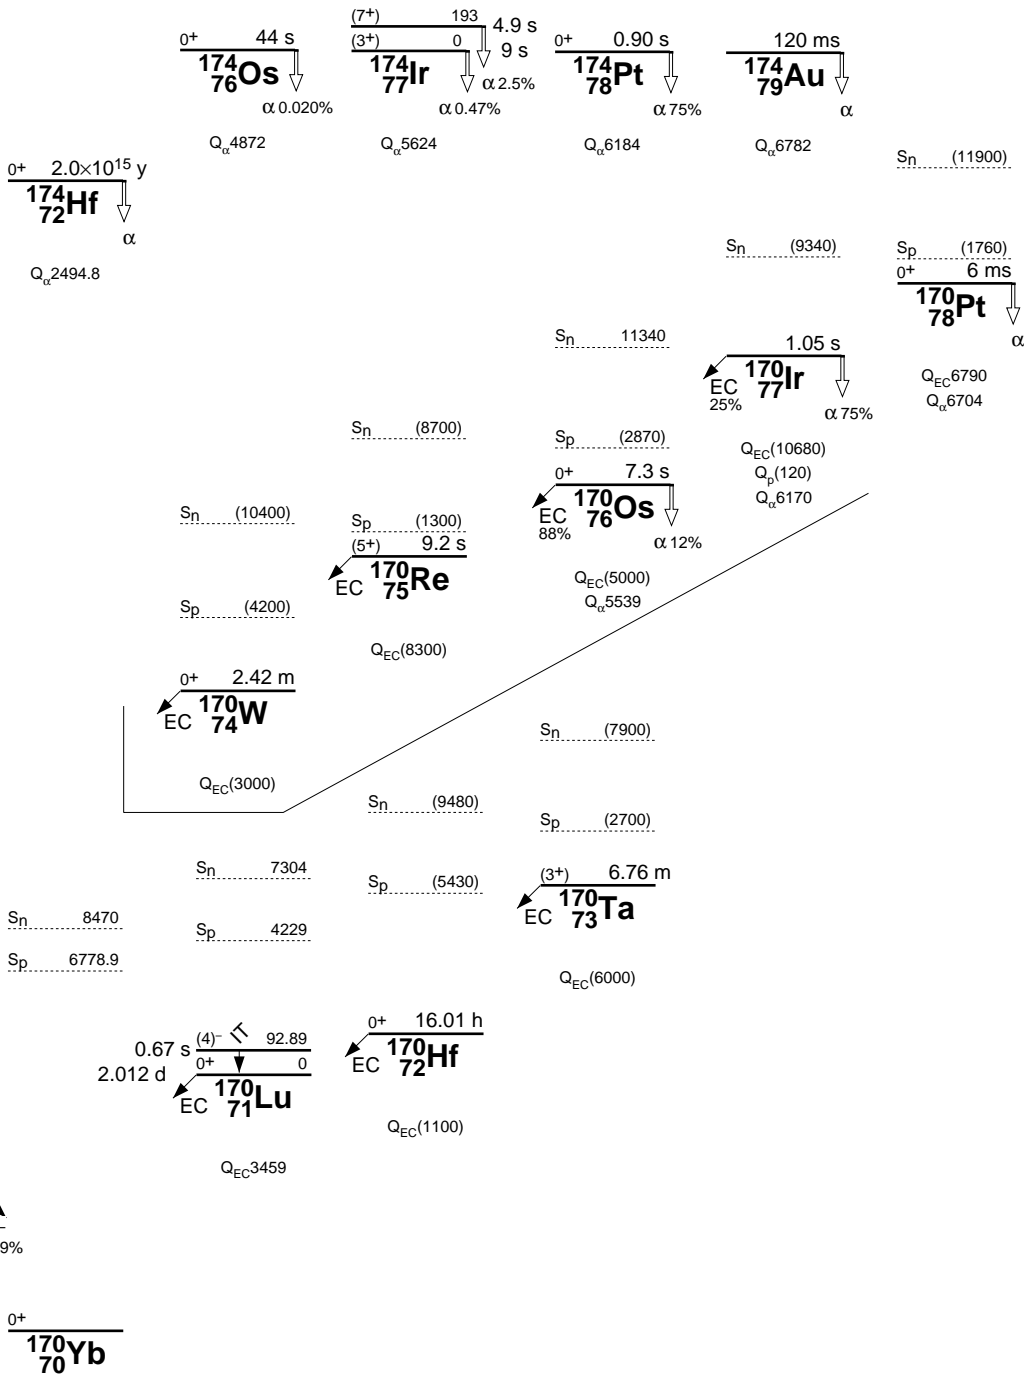 (7+) 193 4.9 s
0+ 44 s
(3+) 0 9 s
0+ 0.90 s
120 ms
174 76 Os
174 77 Ir
174 78 Pt
174 79 Au
α 2.5%
α 0.020%
α 0.47%
α 75%
α
Qα4872
Qα5624
Qα6184
Qα6782
Sn (11900)
0+ 2.0×10¹⁵ y
174 72 Hf
α
Qα2494.8
Sn (9340)
Sp (1760)
0+ 6 ms
170 78 Pt
α
QEC6790
Qα6704
Sn 11340
1.05 s
170 77 Ir
EC 25%
α 75%
QEC(10680)
Qp(120)
Qα6170
Sn (8700)
Sp (2870)
0+ 7.3 s
170 76 Os
EC 88%
α 12%
QEC(5000)
Qα5539
Sn (10400)
Sp (1300)
(5+) 9.2 s
170 75 Re
EC
QEC(8300)
Sp (4200)
0+ 2.42 m
170 74 W
EC
QEC(3000)
Sn (7900)
Sn (9480)
Sp (2700)
(3+) 6.76 m
170 73 Ta
EC
QEC(6000)
Sn 7304
Sp (5430)
Sn 8470
Sp 4229
Sp 6778.9
0+ 16.01 h
170 72 Hf
EC
QEC(1100)
0.67 s (4)− IT 92.89
2.012 d 0+ 0
170 71 Lu
EC
QEC3459
9%
0+
170 70 Yb